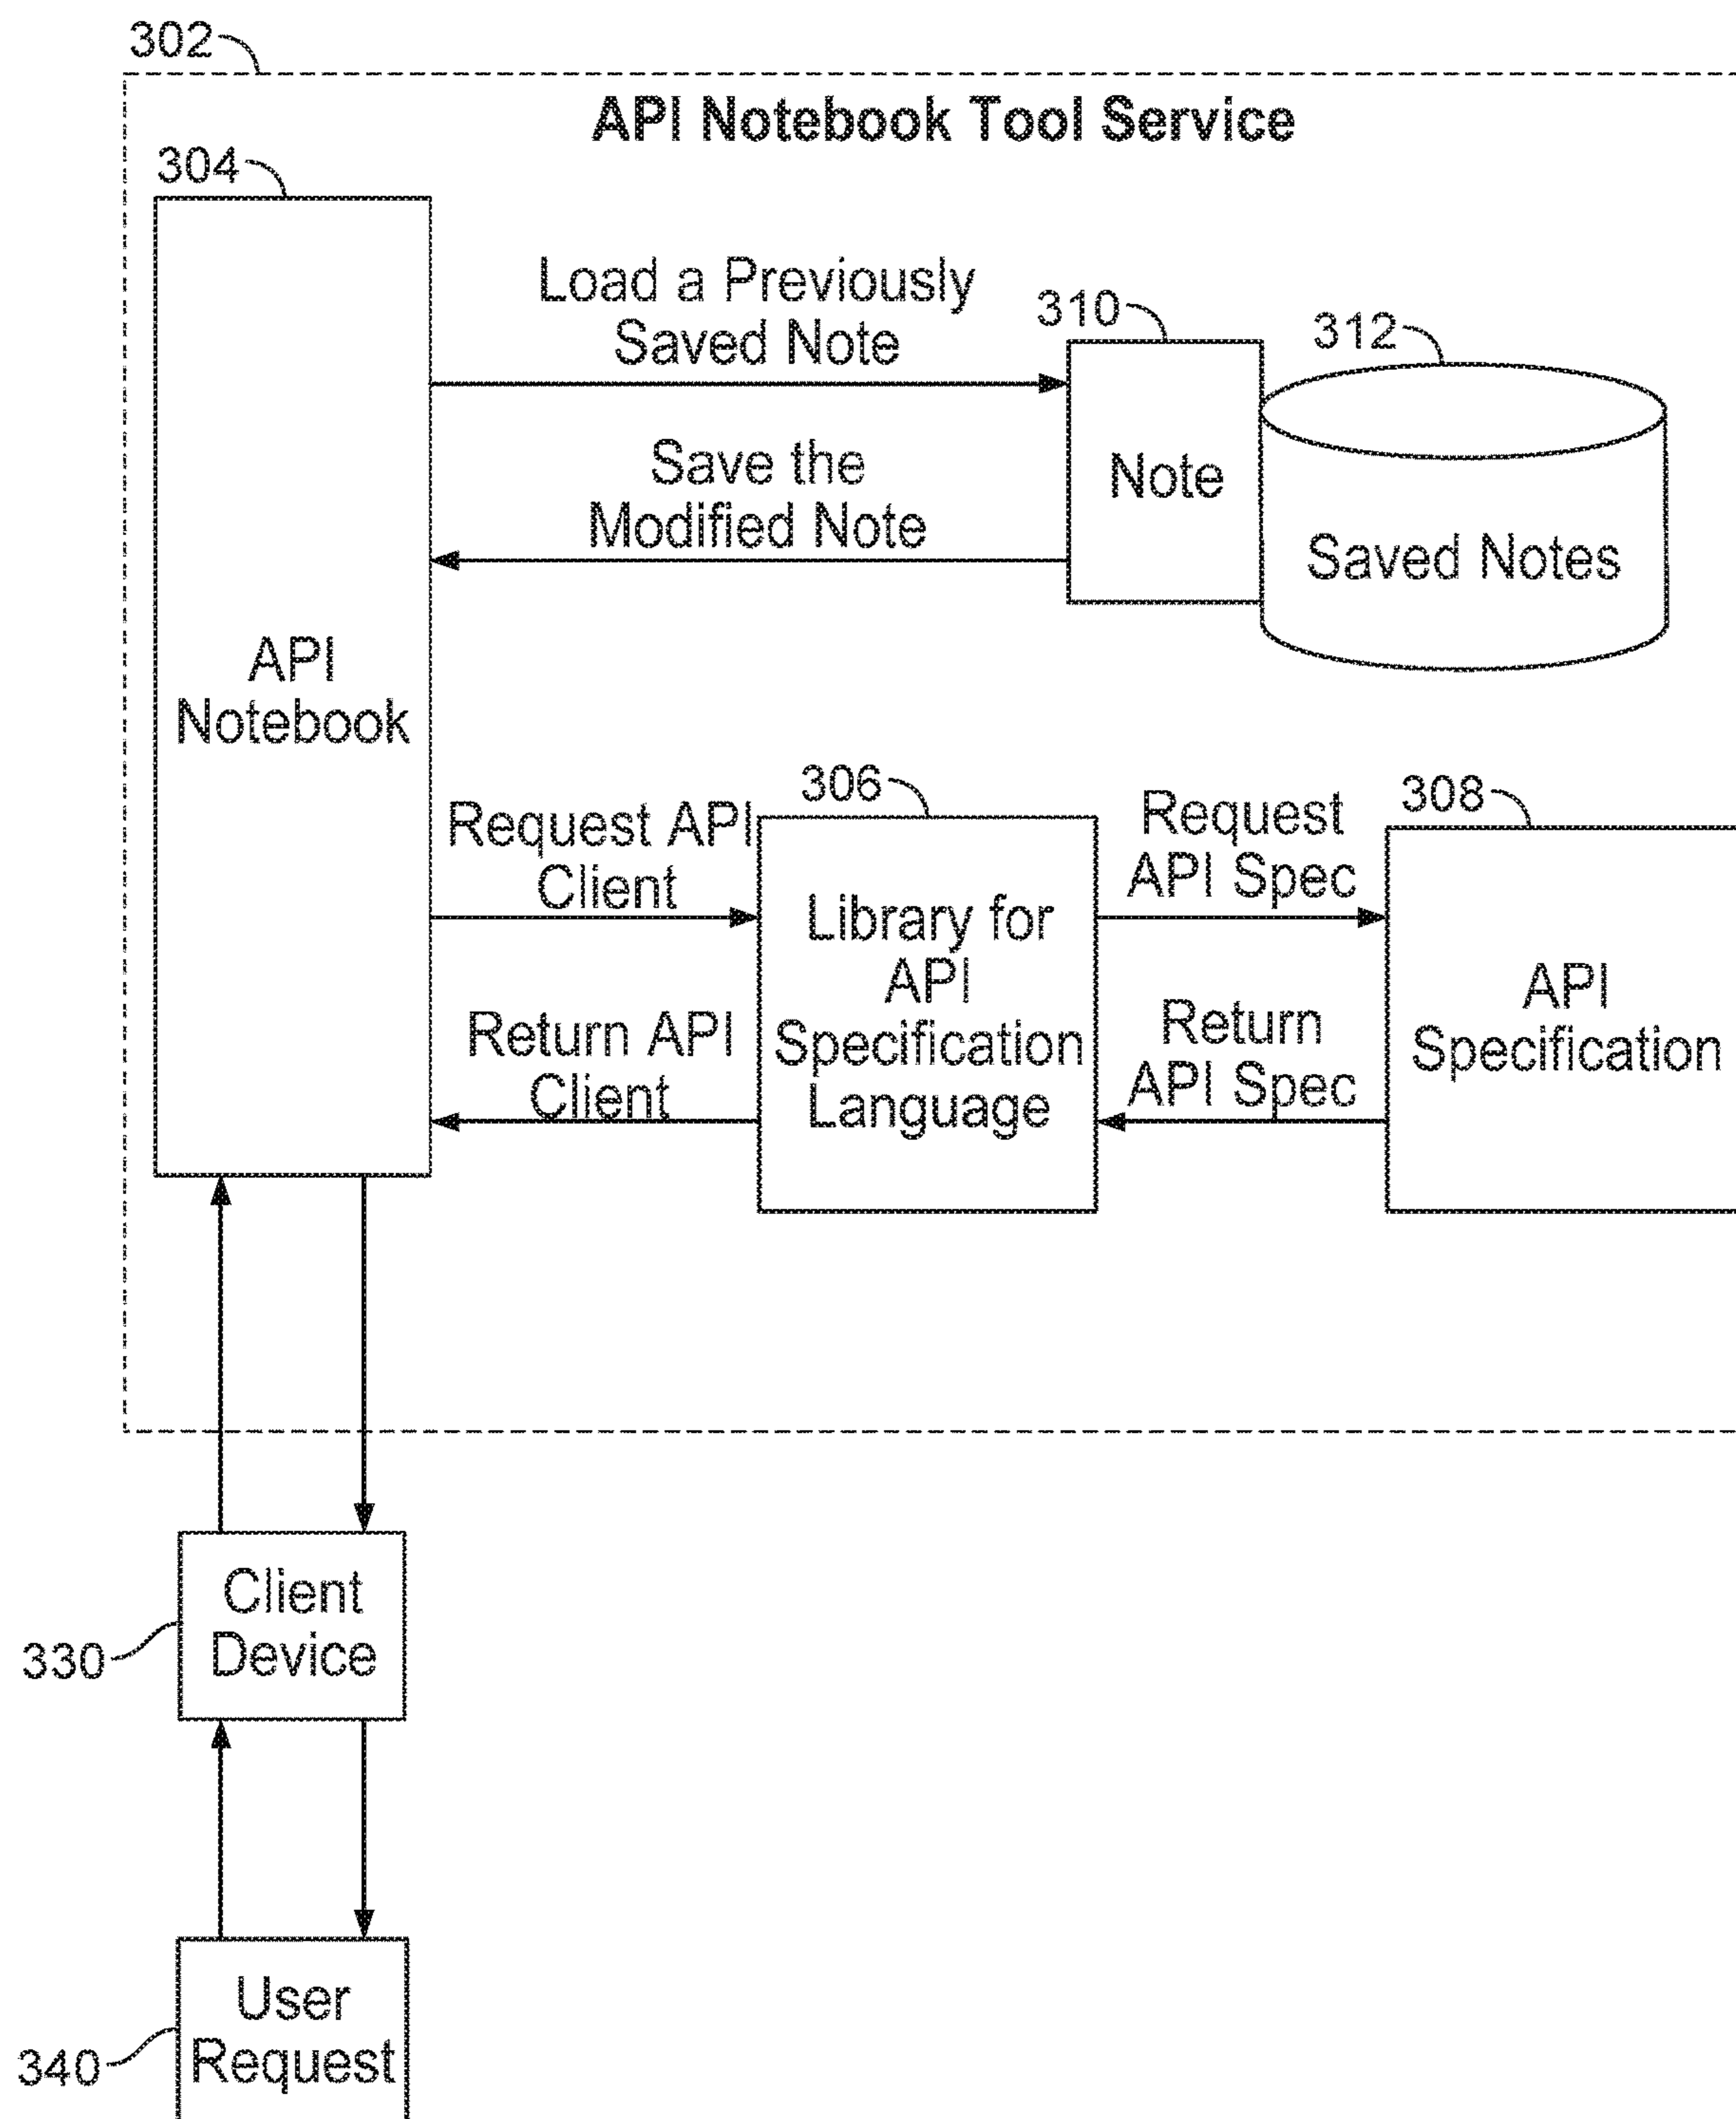 302
API Notebook Tool Service
304
Load a Previously
Saved Note
310
312
Save the
Modified Note
Note
Saved Notes
API
Notebook
306
308
Request API
Client
Request
API Spec
Library for
API
Specification
Language
API
Specification
Return API
Client
Return
API Spec
Client
Device
330
User
Request
340